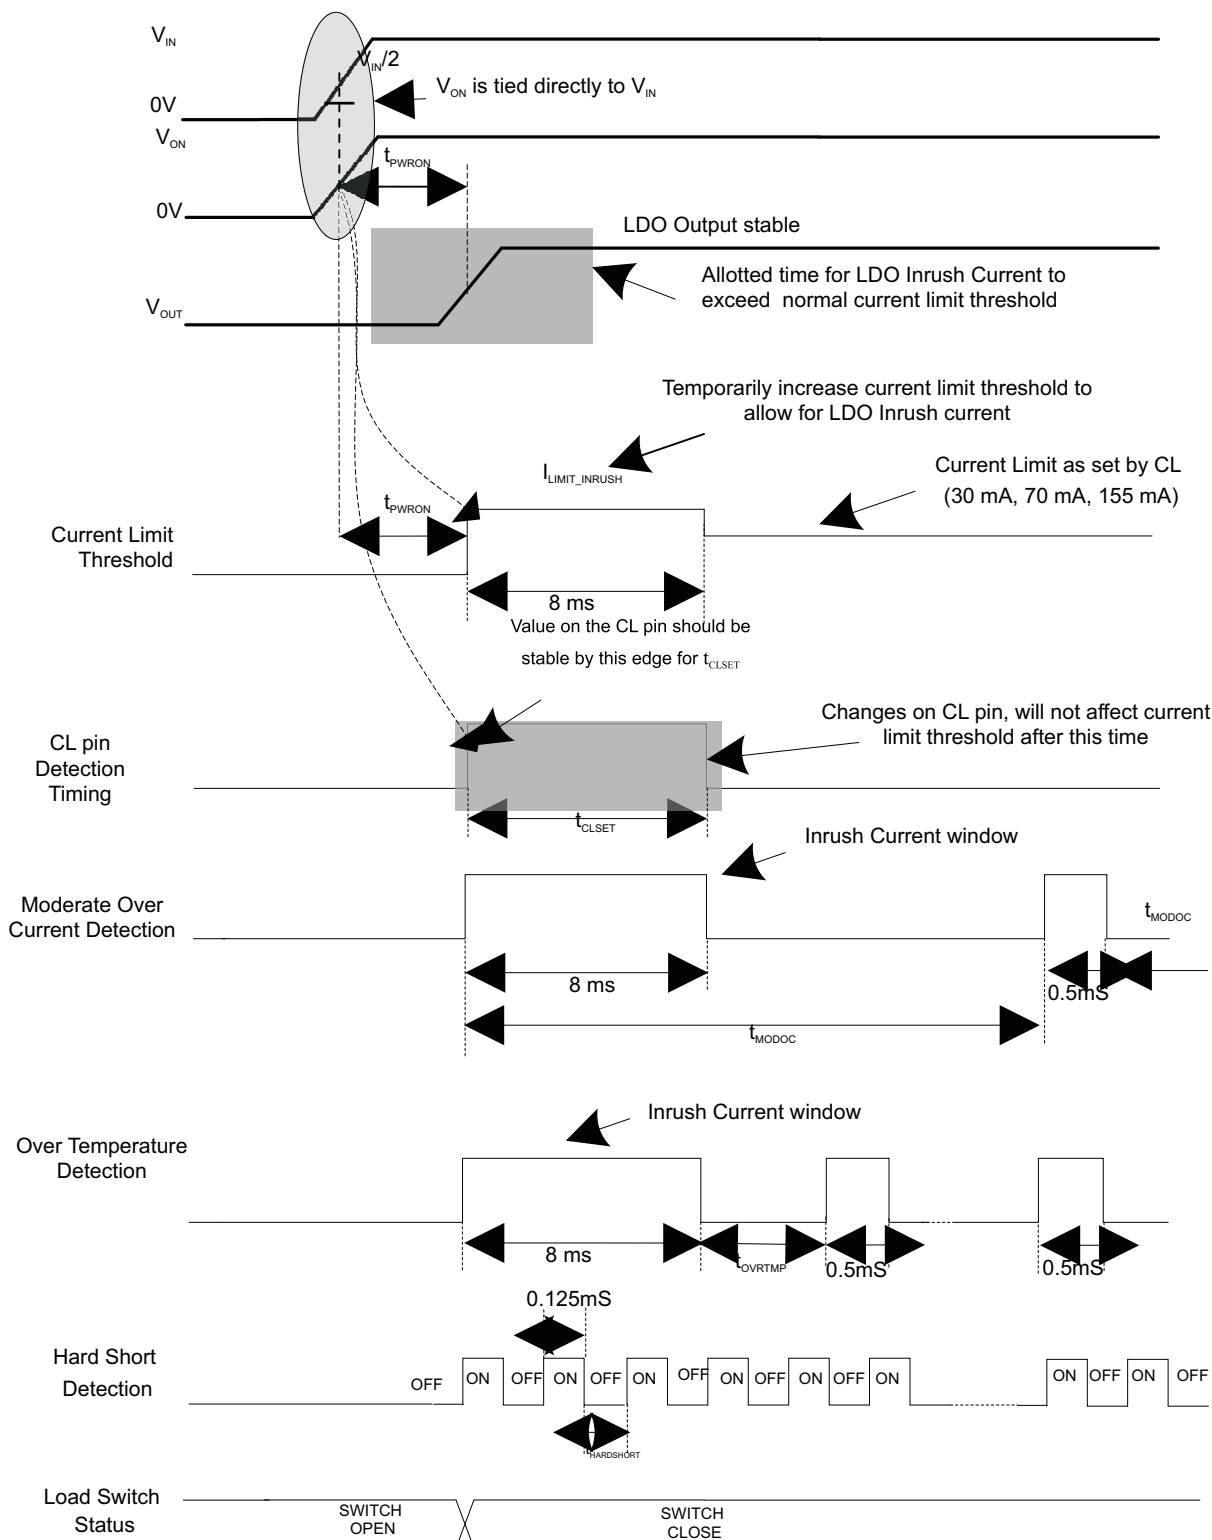 VIN
VIN/2
VON is tied directly to VIN
0V
VON
tPWRON
0V
LDO Output stable
Allotted time for LDO Inrush Current to
exceed normal current limit threshold
VOUT
Temporarily increase current limit threshold to
allow for LDO Inrush current
ILIMIT_INRUSH
Current Limit as set by CL
(30 mA, 70 mA, 155 mA)
tPWRON
Current Limit
Threshold
8 ms
Value on the CL pin should be
stable by this edge for tCLSET
Changes on CL pin, will not affect current
limit threshold after this time
CL pin
Detection
Timing
tCLSET
Inrush Current window
Moderate Over
Current Detection
tMODOC
8 ms
0.5mS
tMODOC
Inrush Current window
Over Temperature
Detection
8 ms
tOVRTMP
0.5mS
0.5mS
0.125mS
Hard Short
Detection
OFF
ON
OFF
ON
OFF
ON
OFF
ON
OFF
ON
OFF
ON
ON
OFF
ON
OFF
tHARDSHORT
Load Switch
Status
SWITCH
OPEN
SWITCH
CLOSE